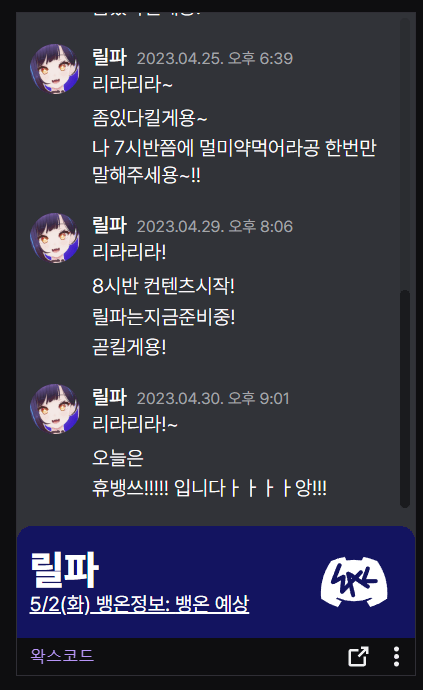 릴파 2023.04.25. 오후 6:39
리라리라~
좀있다킬게용~
나 7시반쯤에 멀미약먹어라공 한번만
말해주세용~!!
릴파 2023.04.29. 오후 8:06
리라리라!
8시반 컨텐츠시작!
릴파는지금준비중!
곧킬게용!
릴파 2023.04.30. 오후 9:01
리라리라!~
오늘은
휴뱅쓰!!!!! 입니다ㅏㅏㅏㅏ앙!!!
릴파
5/2(화) 뱅온정보: 뱅온 예상
왁스코드